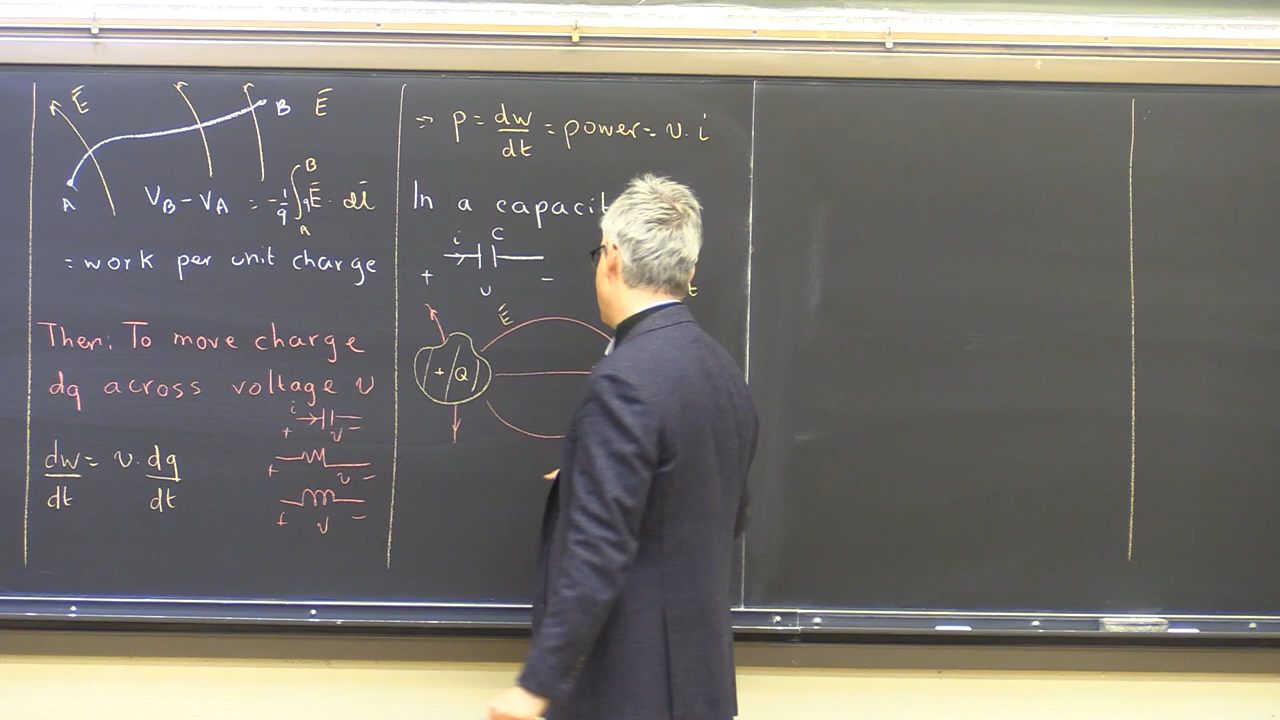 Ē
B Ē
A V_B - V_A = -1/q ∫_A^B qĒ · dl̄
= work per unit charge
Then: To move charge
dq across voltage v
i
+ v -
+ v -
+ v -
dw/dt = v. dq/dt
⇒ p = dw/dt = power = v. i
In a
i C
+ v -
t
Ē
+ Q